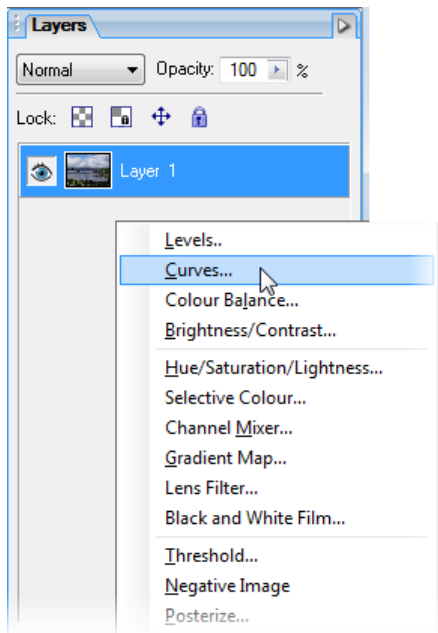 Layers
Normal Opacity: 100 %
Lock:
Layer 1
Levels..
Curves...
Colour Balance...
Brightness/Contrast...
Hue/Saturation/Lightness...
Selective Colour...
Channel Mixer...
Gradient Map...
Lens Filter...
Black and White Film...
Threshold...
Negative Image
Posterize...